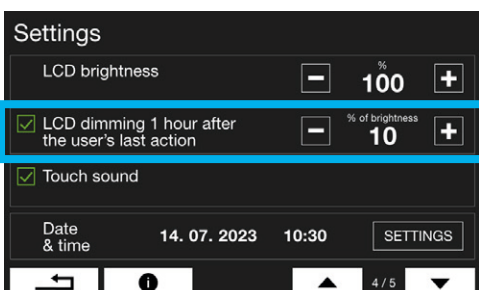 Settings
LCD brightness
%
100
LCD dimming 1 hour after
the user's last action
% of brightness
10
Touch sound
Date
& time
14. 07. 2023
10:30
SETTINGS
4 / 5